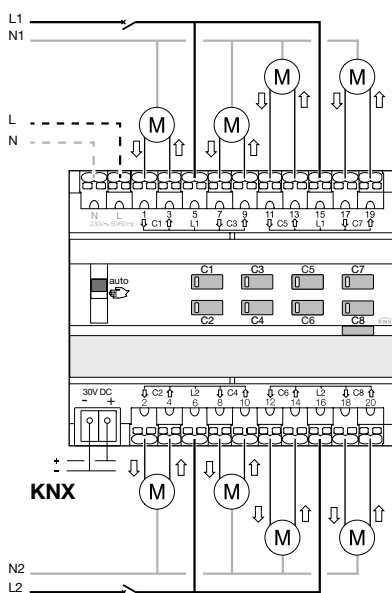 L1
N1
M M
M M
L
N
N L 1 3 5 7 9 11 13 15 17 19
230V~ 50/60 Hz C1 L1 C3 C5 L1 C7
auto
C1 C3 C5 C7
C2 C4 C6 C8
KNX
30V DC
- +
C2 L2 C4 C6 L2 C8
2 4 6 8 10 12 14 16 18 20
+
-
KNX
M M
M M
N2
L2